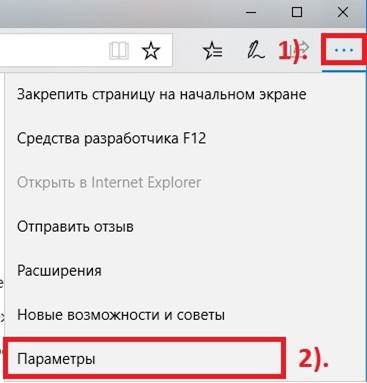 1).
Закрепить страницу на начальном экране
Средства разработчика F12
Открыть в Internet Explorer
Отправить отзыв
Расширения
Новые возможности и советы
Параметры 2).